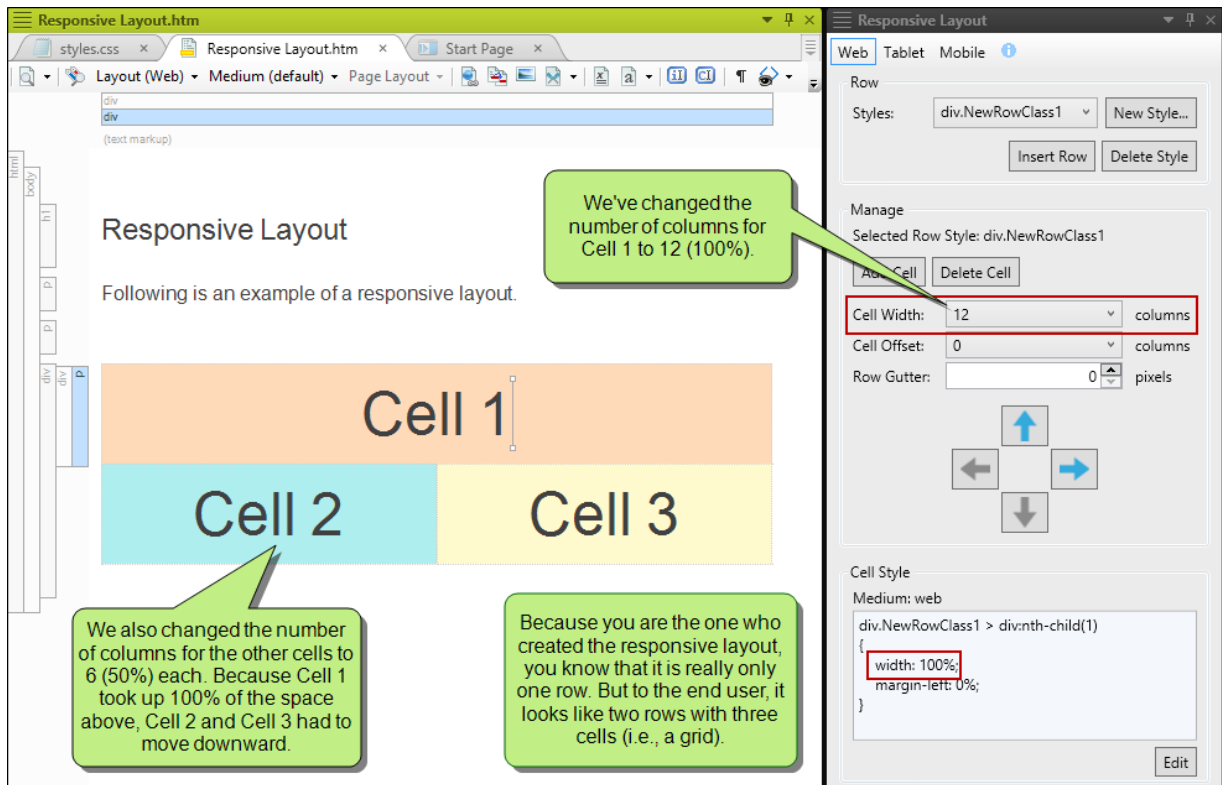 Responsive Layout.htm
styles.css × Responsive Layout.htm × Start Page ×
Layout (Web) Medium (default) Page Layout
div
div
(text markup)
html
body
h1
p
p
div
div
p
Responsive Layout
Following is an example of a responsive layout.
Cell 1
Cell 2
Cell 3
We've changed the
number of columns for
Cell 1 to 12 (100%).
We also changed the number
of columns for the other cells to
6 (50%) each. Because Cell 1
took up 100% of the space
above, Cell 2 and Cell 3 had to
move downward.
Because you are the one who
created the responsive layout,
you know that it is really only
one row. But to the end user, it
looks like two rows with three
cells (i.e., a grid).
Responsive Layout
Web Tablet Mobile
Row
Styles: div.NewRowClass1 New Style...
Insert Row Delete Style
Manage
Selected Row Style: div.NewRowClass1
Add Cell Delete Cell
Cell Width: 12 columns
Cell Offset: 0 columns
Row Gutter: 0 pixels
Cell Style
Medium: web
div.NewRowClass1 > div:nth-child(1)
{
width: 100%;
margin-left: 0%;
}
Edit